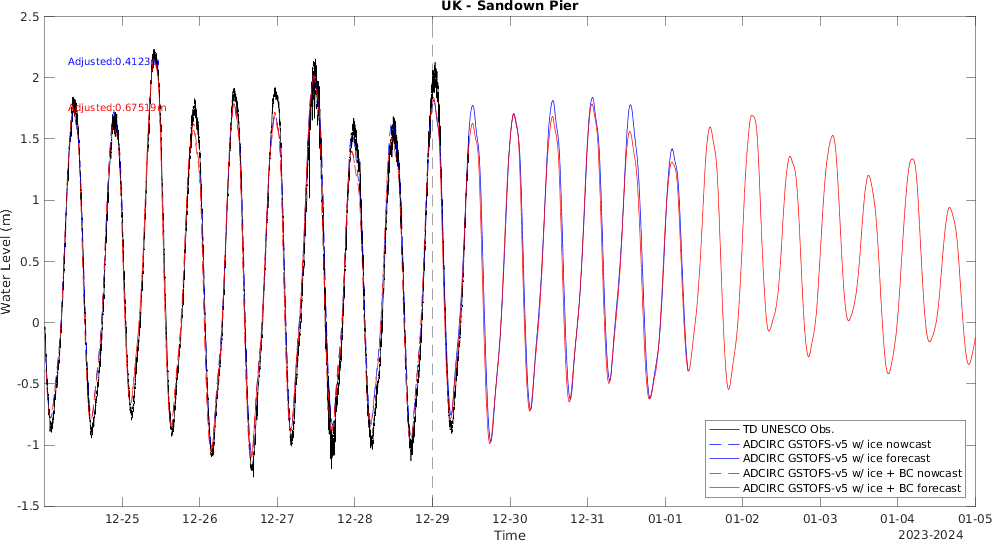 UK - Sandown Pier
2.5
2
1.5
1
0.5
0
-0.5
-1
-1.5
Water Level (m)
Adjusted:0.4123m
Adjusted:0.67519m
TD UNESCO Obs.
ADCIRC GSTOFS-v5 w/ ice nowcast
ADCIRC GSTOFS-v5 w/ ice forecast
ADCIRC GSTOFS-v5 w/ ice + BC nowcast
ADCIRC GSTOFS-v5 w/ ice + BC forecast
12-25 12-26 12-27 12-28 12-29 12-30 12-31 01-01 01-02 01-03 01-04 01-05
Time
2023-2024